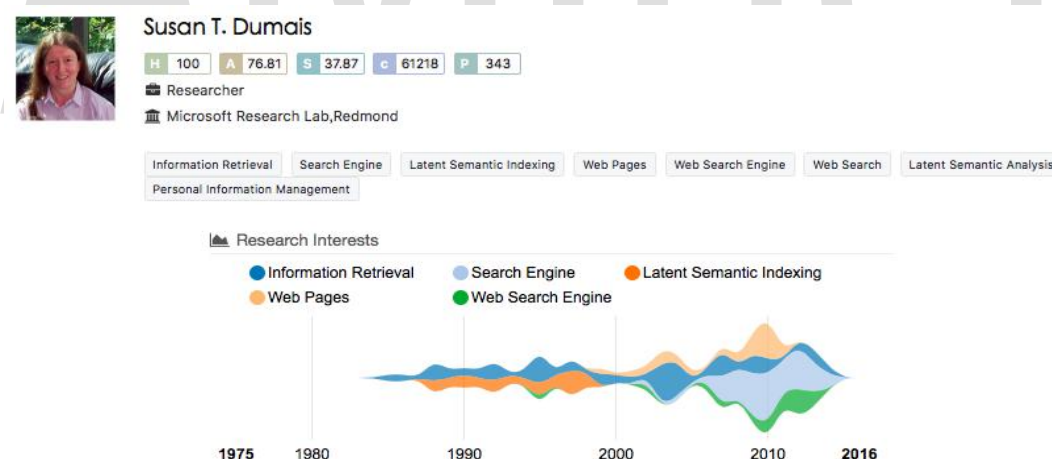 Susan T. Dumais
H 100 A 76.81 S 37.87 c 61218 P 343
Researcher
Microsoft Research Lab,Redmond
Information Retrieval Search Engine Latent Semantic Indexing Web Pages Web Search Engine Web Search Latent Semantic Analysis
Personal Information Management
Research Interests
Information Retrieval Search Engine Latent Semantic Indexing
Web Pages Web Search Engine
1975 1980 1990 2000 2010 2016